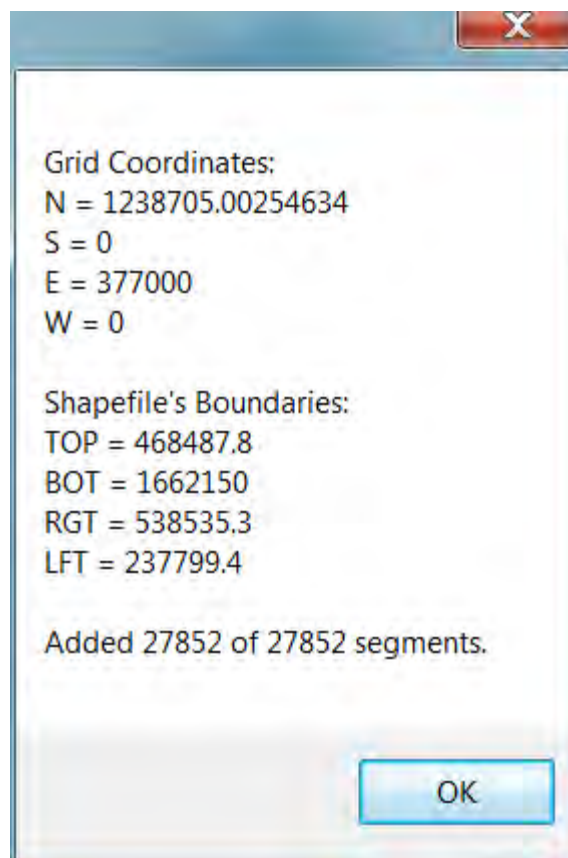 Grid Coordinates:
N = 1238705.00254634
S = 0
E = 377000
W = 0
Shapefile's Boundaries:
TOP = 468487.8
BOT = 1662150
RGT = 538535.3
LFT = 237799.4
Added 27852 of 27852 segments.
OK